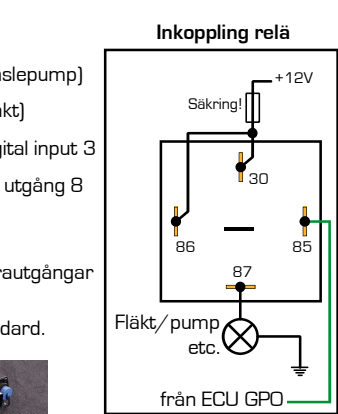 Inkoppling relä
slepump)
kt)
gital input 3
utgång 8
rautgångar
dard.
+12V
Säkring!
30
86
85
87
Fläkt/pump
etc.
från ECU GPO